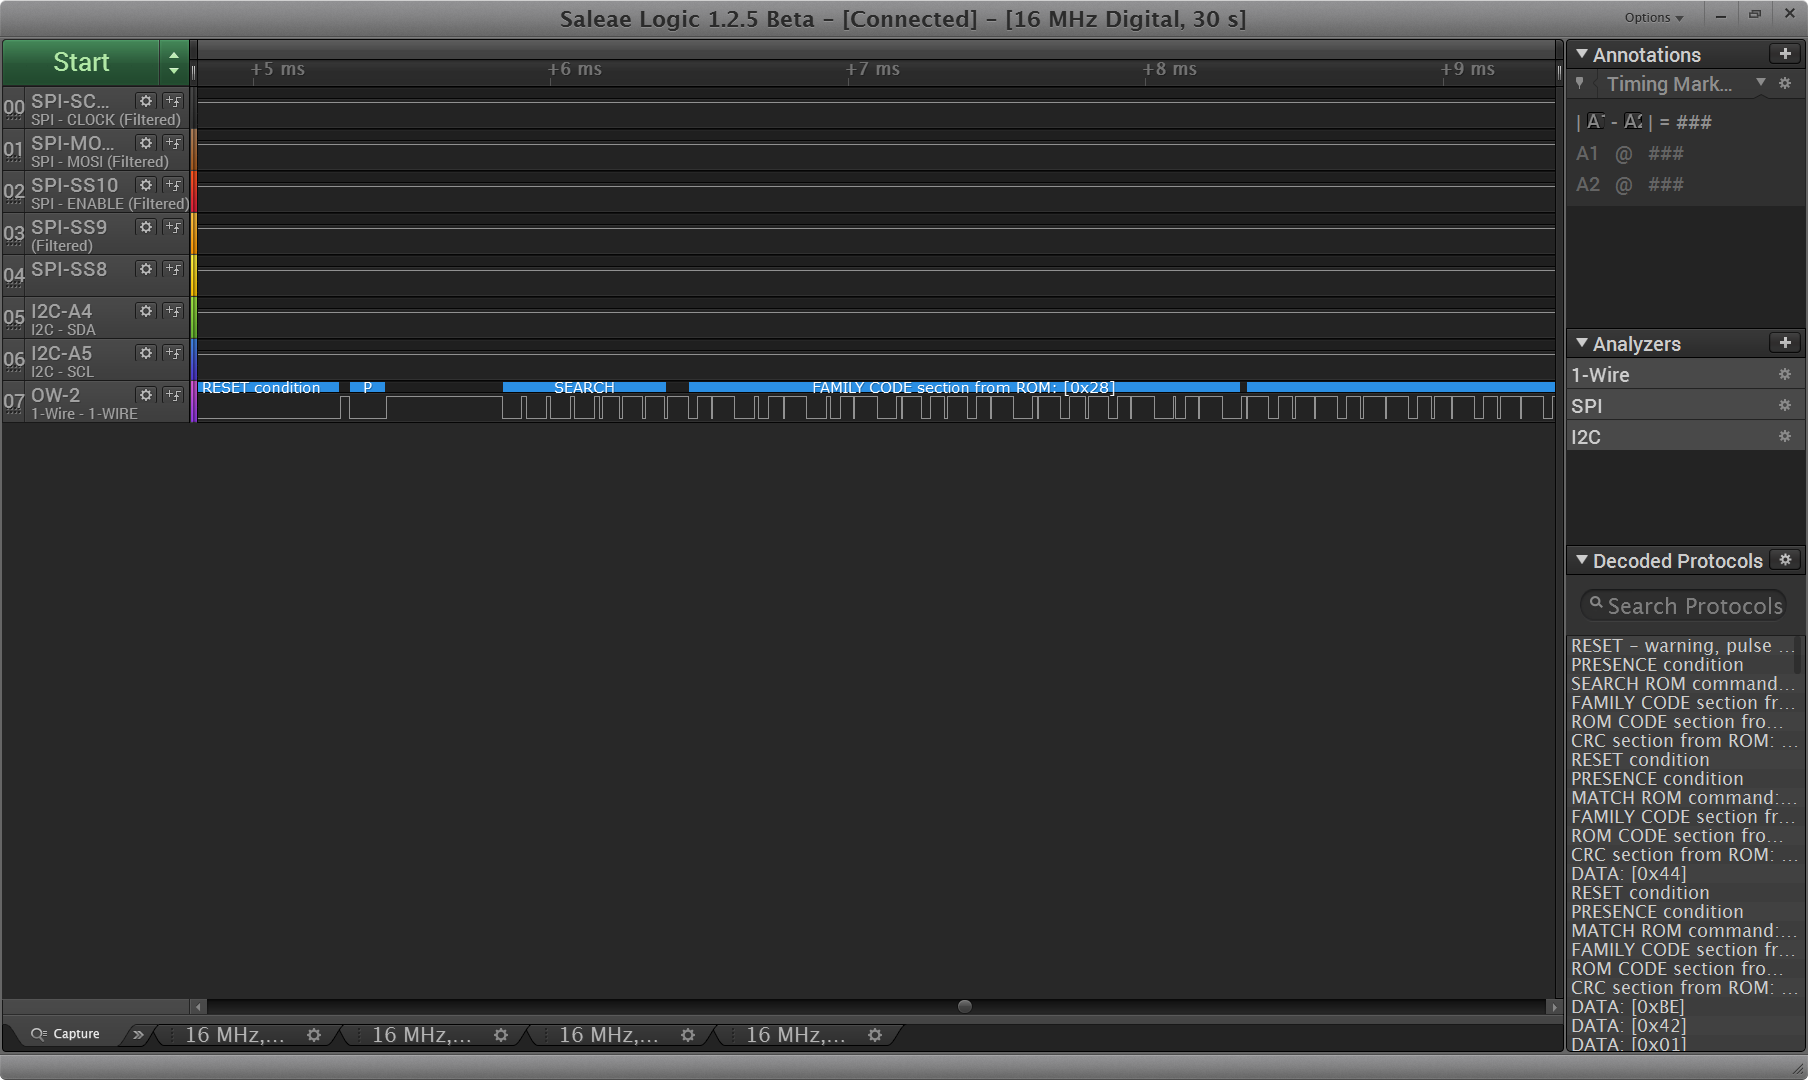 Saleae Logic 1.2.5 Beta - [Connected] - [16 MHz Digital, 30 s]
Options
Start
+5 ms +6 ms +7 ms +8 ms +9 ms
00 SPI-SC...
SPI - CLOCK (Filtered)
01 SPI-MO...
SPI - MOSI (Filtered)
02 SPI-SS10
SPI - ENABLE (Filtered)
03 SPI-SS9
(Filtered)
04 SPI-SS8
05 I2C-A4
I2C - SDA
06 I2C-A5
I2C - SCL
07 OW-2
1-Wire - 1-WIRE
RESET condition P SEARCH FAMILY CODE section from ROM: [0x28]
Annotations
Timing Mark...
| A1 - A2 | = ###
A1 @ ###
A2 @ ###
Analyzers
1-Wire
SPI
I2C
Decoded Protocols
Search Protocols
RESET - warning, pulse ...
PRESENCE condition
SEARCH ROM command...
FAMILY CODE section fr...
ROM CODE section fro...
CRC section from ROM: ...
RESET condition
PRESENCE condition
MATCH ROM command:...
FAMILY CODE section fr...
ROM CODE section fro...
CRC section from ROM: ...
DATA: [0x44]
RESET condition
PRESENCE condition
MATCH ROM command:...
FAMILY CODE section fr...
ROM CODE section fro...
CRC section from ROM: ...
DATA: [0xBE]
DATA: [0x42]
DATA: [0x01]
Capture
16 MHz,...
16 MHz,...
16 MHz,...
16 MHz,...